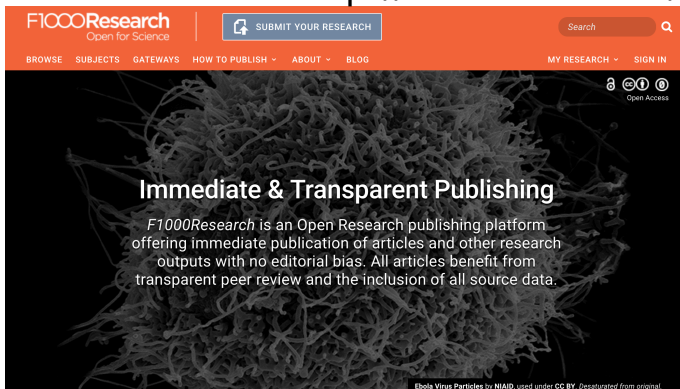 F1000Research
Open for Science
SUBMIT YOUR RESEARCH
Search
BROWSE SUBJECTS GATEWAYS HOW TO PUBLISH ABOUT BLOG
MY RESEARCH SIGN IN
Open Access
Immediate & Transparent Publishing
F1000Research is an Open Research publishing platform
offering immediate publication of articles and other research
outputs with no editorial bias. All articles benefit from
transparent peer review and the inclusion of all source data.
Ebola Virus Particles by NIAID, used under CC BY. Desaturated from original.